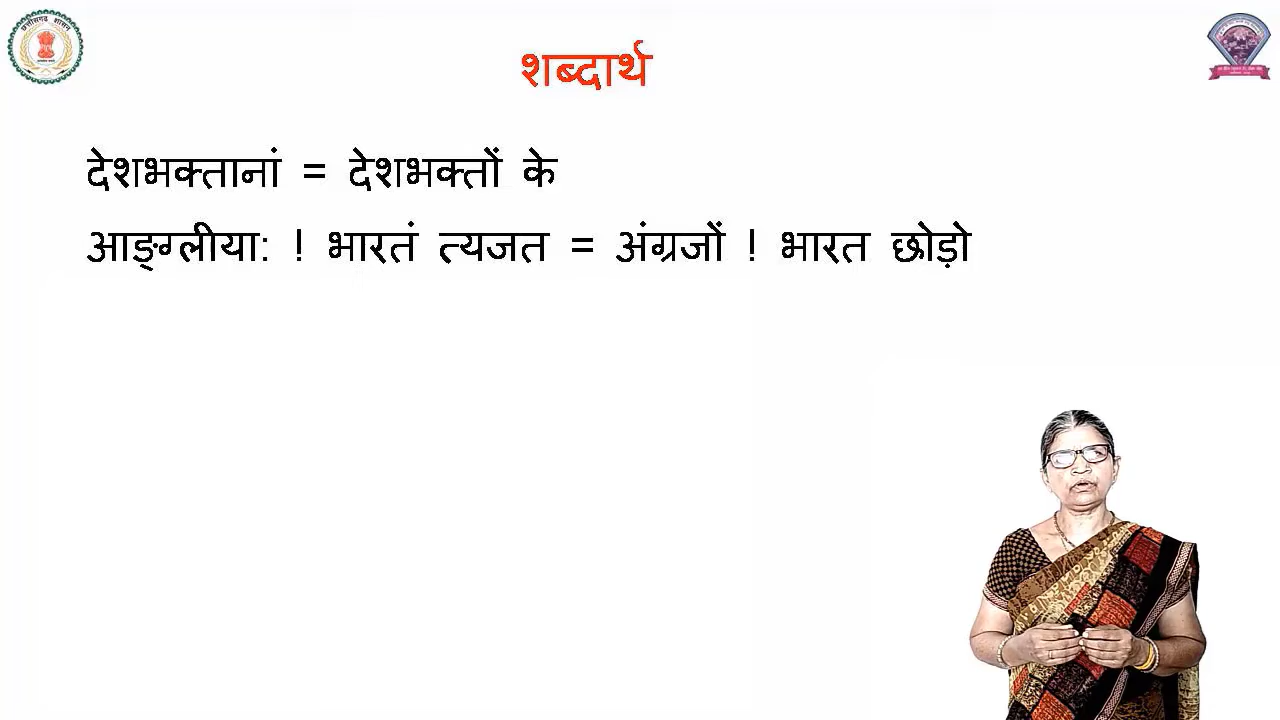 शब्दार्थ
देशभक्तानां = देशभक्तों के
आङ्ग्लीया: ! भारतं त्यजत = अंग्रजों ! भारत छोड़ो